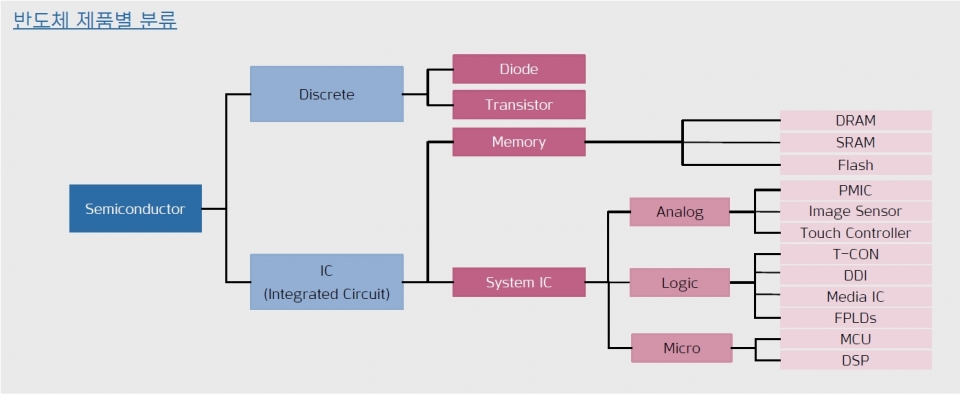 반도체 제품별 분류
Semiconductor
Discrete
Diode
Transistor
IC
(Integrated Circuit)
Memory
DRAM
SRAM
Flash
System IC
Analog
PMIC
Image Sensor
Touch Controller
Logic
T-CON
DDI
Media IC
FPLDs
Micro
MCU
DSP